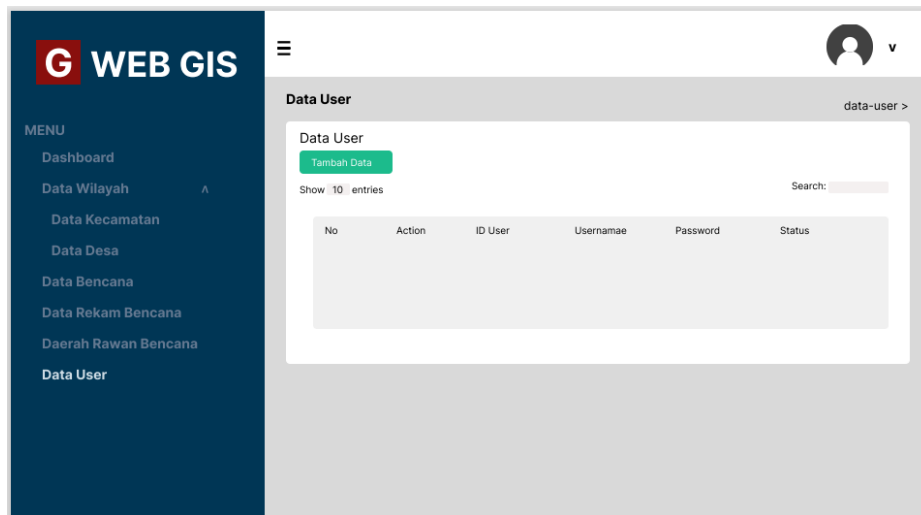 G WEB GIS
MENU
Dashboard
Data Wilayah ʌ
Data Kecamatan
Data Desa
Data Bencana
Data Rekam Bencana
Daerah Rawan Bencana
Data User
v
Data User
data-user >
Data User
Tambah Data
Show 10 entries
Search:
No Action ID User Usernamae Password Status